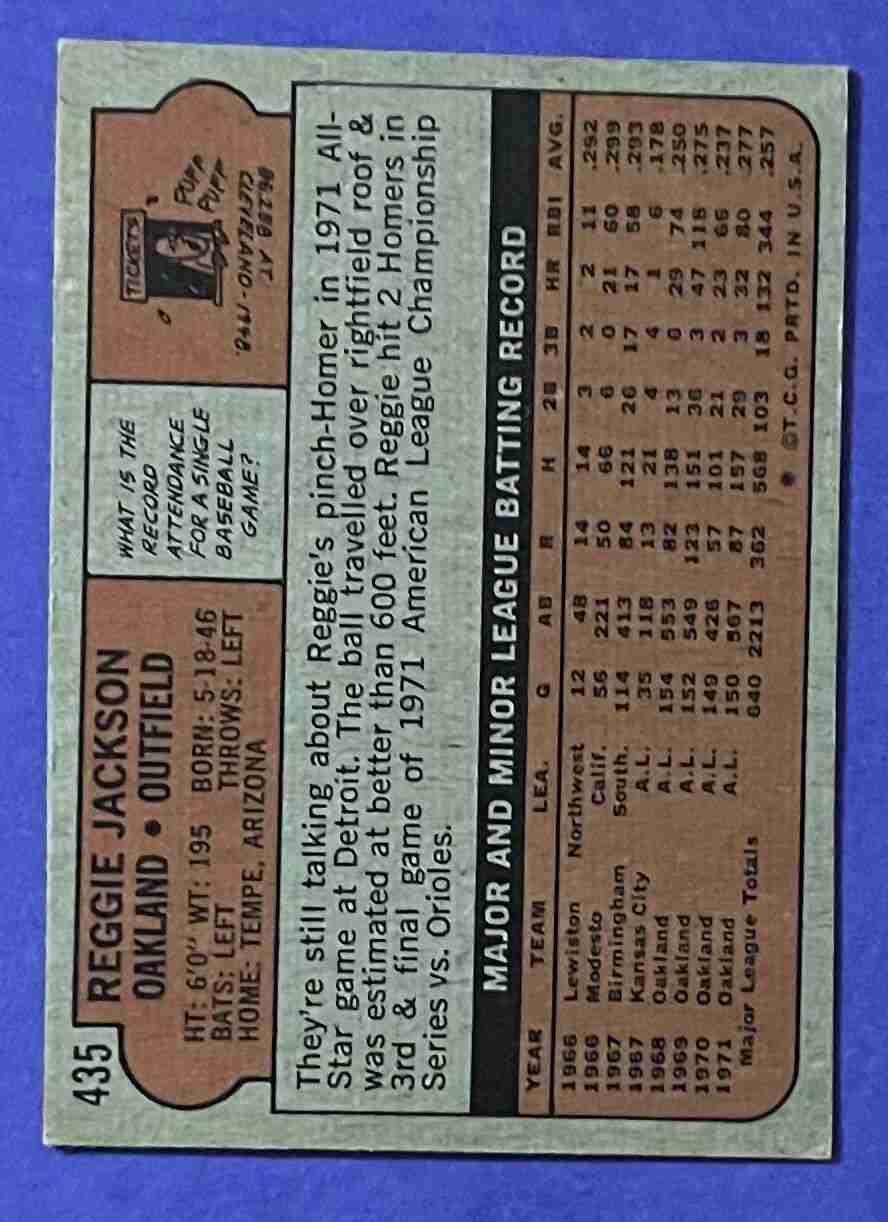 435
REGGIE JACKSON
OAKLAND • OUTFIELD
HT: 6'0" WT: 195 BORN: 5-18-46
BATS: LEFT THROWS: LEFT
HOME: TEMPE, ARIZONA
WHAT IS THE
RECORD
ATTENDANCE
FOR A SINGLE
BASEBALL
GAME?
TICKETS
PUFF
PUFF
86,288 AT
CLEVELAND-1948.
They're still talking about Reggie's pinch-Homer in 1971 All-
Star game at Detroit. The ball travelled over rightfield roof &
was estimated at better than 600 feet. Reggie hit 2 Homers in
3rd & final game of 1971 American League Championship
Series vs. Orioles.
MAJOR AND MINOR LEAGUE BATTING RECORD
YEAR TEAM LEA. G AB R H 2B 3B HR RBI AVG.
1966 Lewiston Northwest 12 48 14 14 3 2 2 11 .292
1966 Modesto Calif. 56 221 50 66 6 0 21 60 .299
1967 Birmingham South. 114 413 84 121 26 17 17 58 .293
1967 Kansas City A.L. 35 118 13 21 4 4 1 6 .178
1968 Oakland A.L. 154 553 82 138 13 6 29 74 .250
1969 Oakland A.L. 152 549 123 151 36 3 47 118 .275
1970 Oakland A.L. 149 426 57 101 21 2 23 66 .237
1971 Oakland A.L. 150 567 87 157 29 3 32 80 .277
Major League Totals 640 2213 362 568 103 18 132 344 .257
* ©T.C.G. PRTD. IN U.S.A.